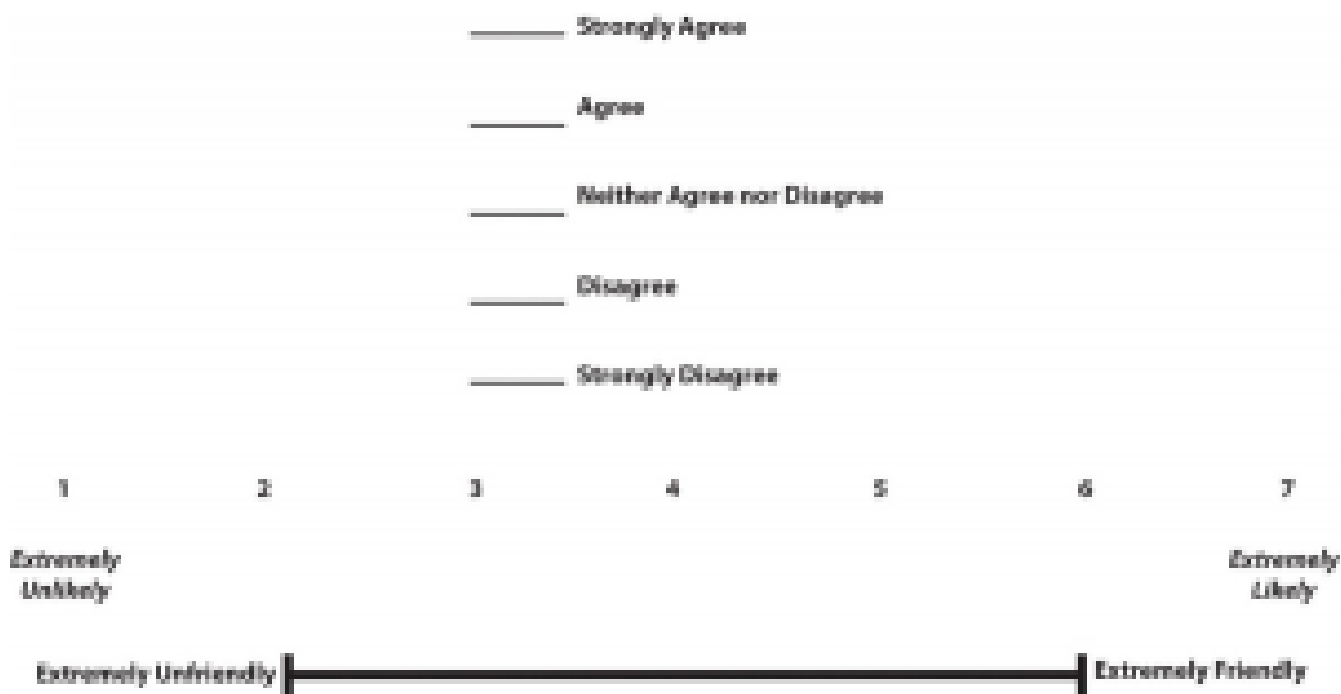 Strongly Agree
Agree
Neither Agree nor Disagree
Disagree
Strongly Disagree
1 2 3 4 5 6 7
Extremely Extremely
Unlikely Likely
Extremely Unfriendly Extremely Friendly